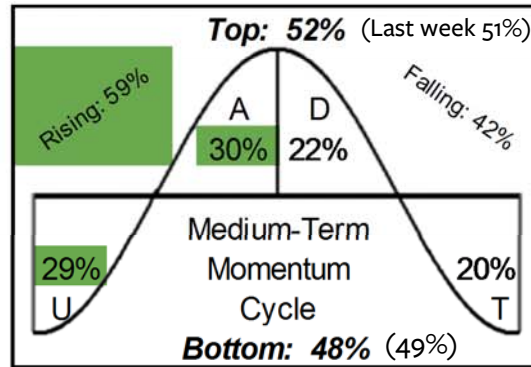 Top: 52% (Last week 51%)
Rising: 59%
Falling: 42%
A D
30% 22%
Medium-Term
29% Momentum 20%
U Cycle T
Bottom: 48% (49%)